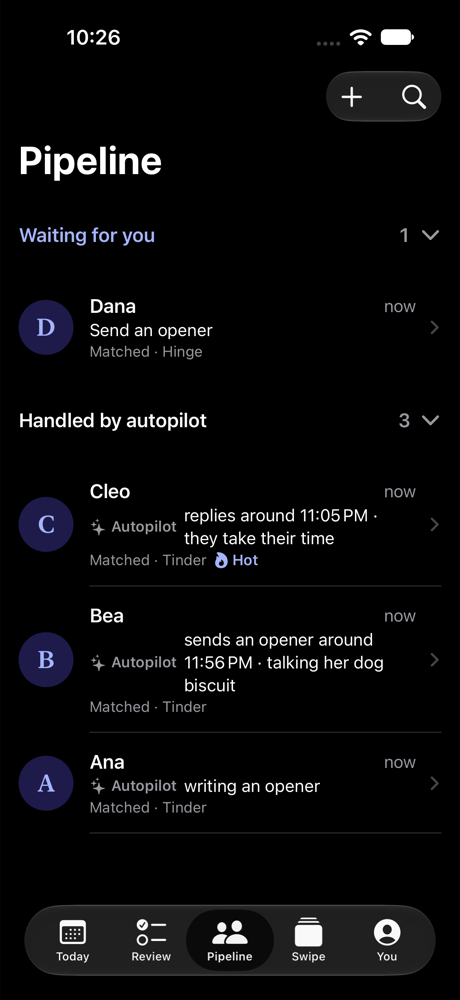 10:26
Pipeline
Waiting for you 1
D
Dana now
Send an opener
Matched · Hinge
Handled by autopilot 3
C
Cleo now
Autopilot replies around 11:05 PM ·
they take their time
Matched · Tinder Hot
B
Bea now
sends an opener around
Autopilot 11:56 PM · talking her dog
biscuit
Matched · Tinder
A
Ana now
Autopilot writing an opener
Matched · Tinder
Today Review Pipeline Swipe You